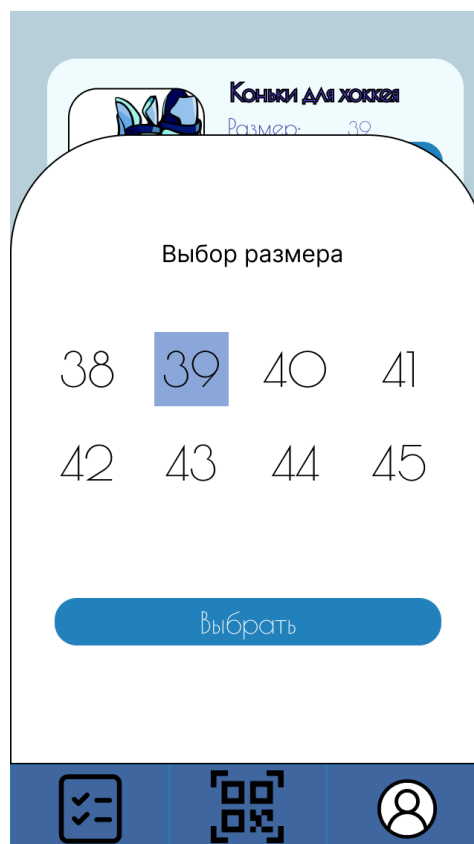 Коньки для хоккея
Размер: 39
Выбор размера
38 39 40 41
42 43 44 45
Выбрать